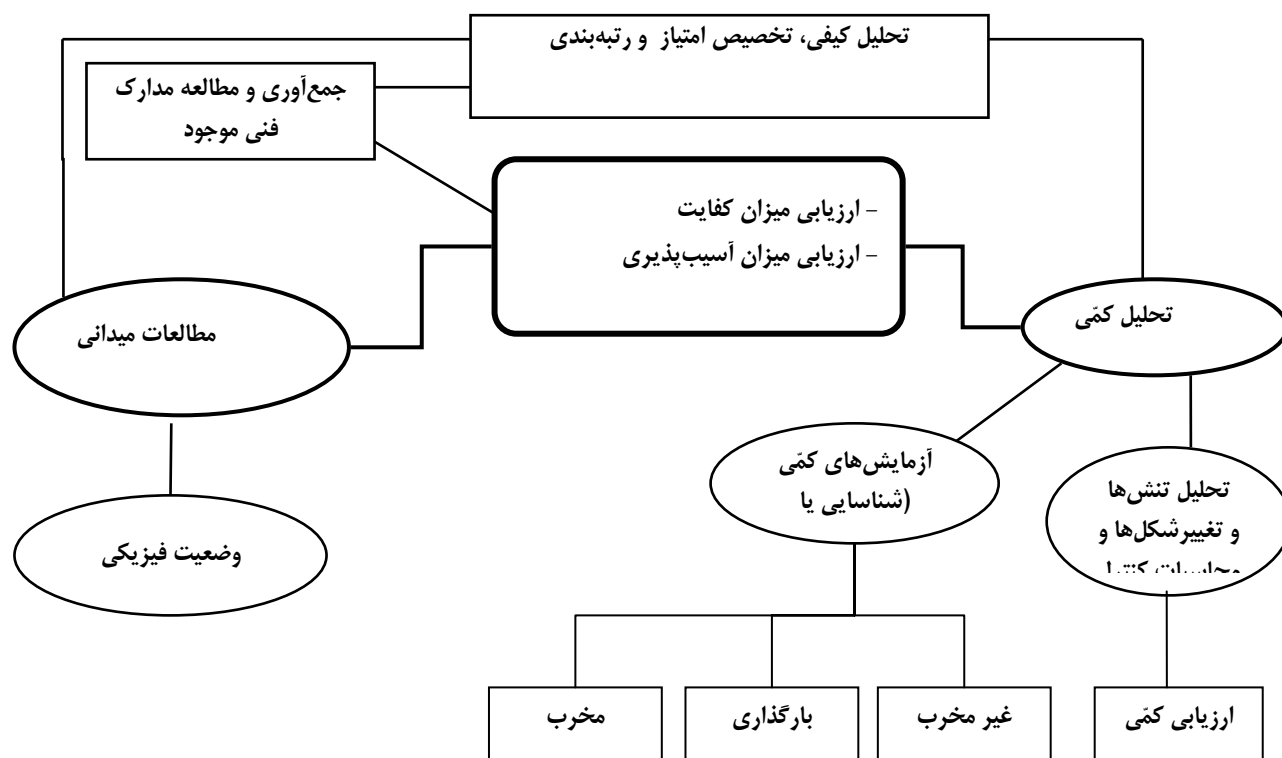 تحلیل کیفی، تخصیص امتیاز و رتبه‌بندی
جمع‌آوری و مطالعه مدارک
فنی موجود
- ارزیابی میزان کفایت
- ارزیابی میزان آسیب‌پذیری
تحلیل کمّی
مطالعات میدانی
آزمایش‌های کمّی
(شناسایی یا
تحلیل تنش‌ها
و تغییرشکل‌ها و
وضعیت فیزیکی
غیر مخرب
بارگذاری
مخرب
ارزیابی کمّی